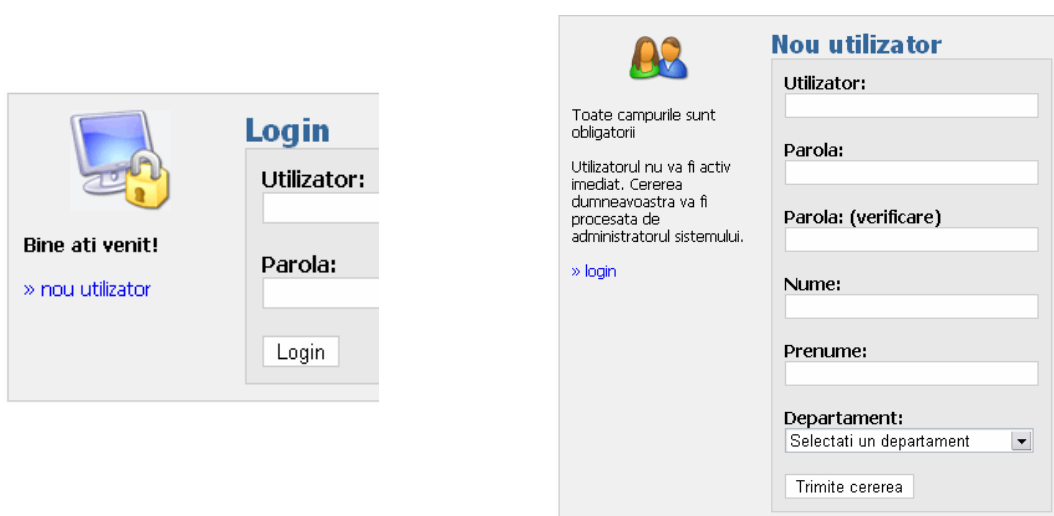 Login
Utilizator:
Parola:
Login
Bine ati venit!
» nou utilizator
Nou utilizator
Toate campurile sunt
obligatorii
Utilizatorul nu va fi activ
imediat. Cererea
dumneavoastra va fi
procesata de
administratorul sistemului.
» login
Utilizator:
Parola:
Parola: (verificare)
Nume:
Prenume:
Departament:
Selectati un departament
Trimite cererea